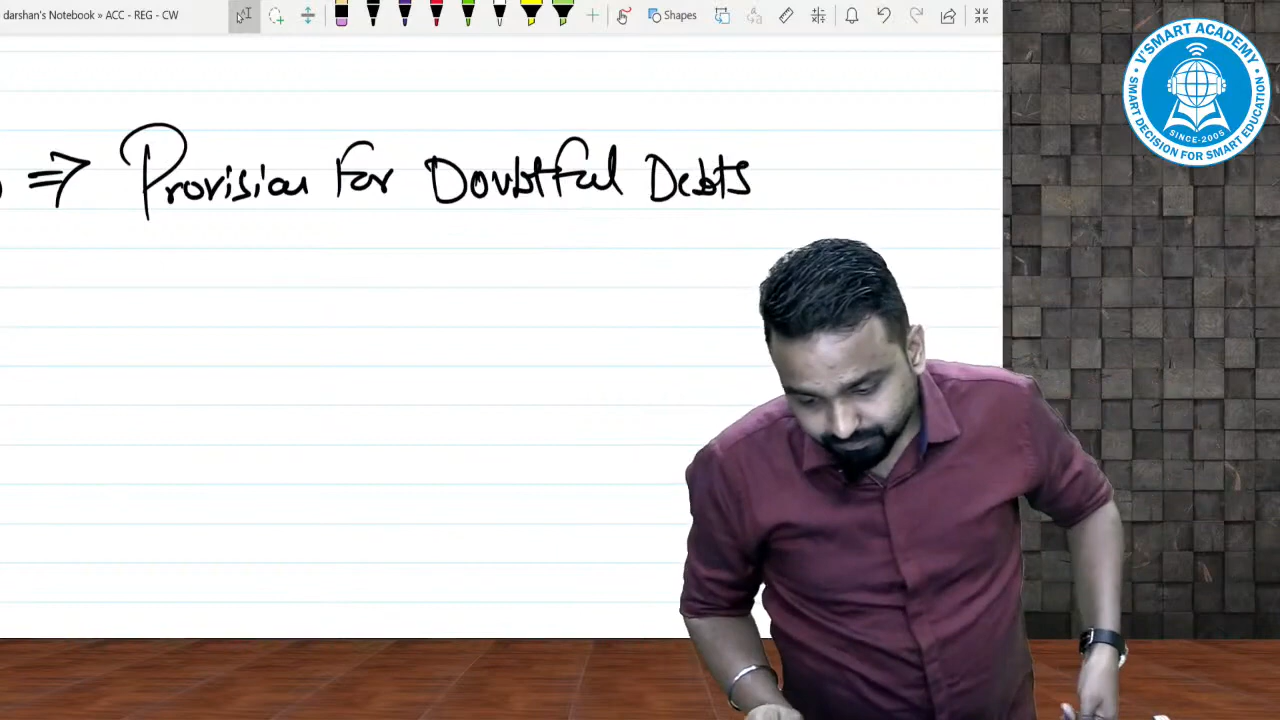 darshan's Notebook » ACC - REG - CW
Shapes
⇒ Provision For Doubtful Debts
V'SMART ACADEMY
SINCE-2005
SMART DECISION FOR SMART EDUCATION